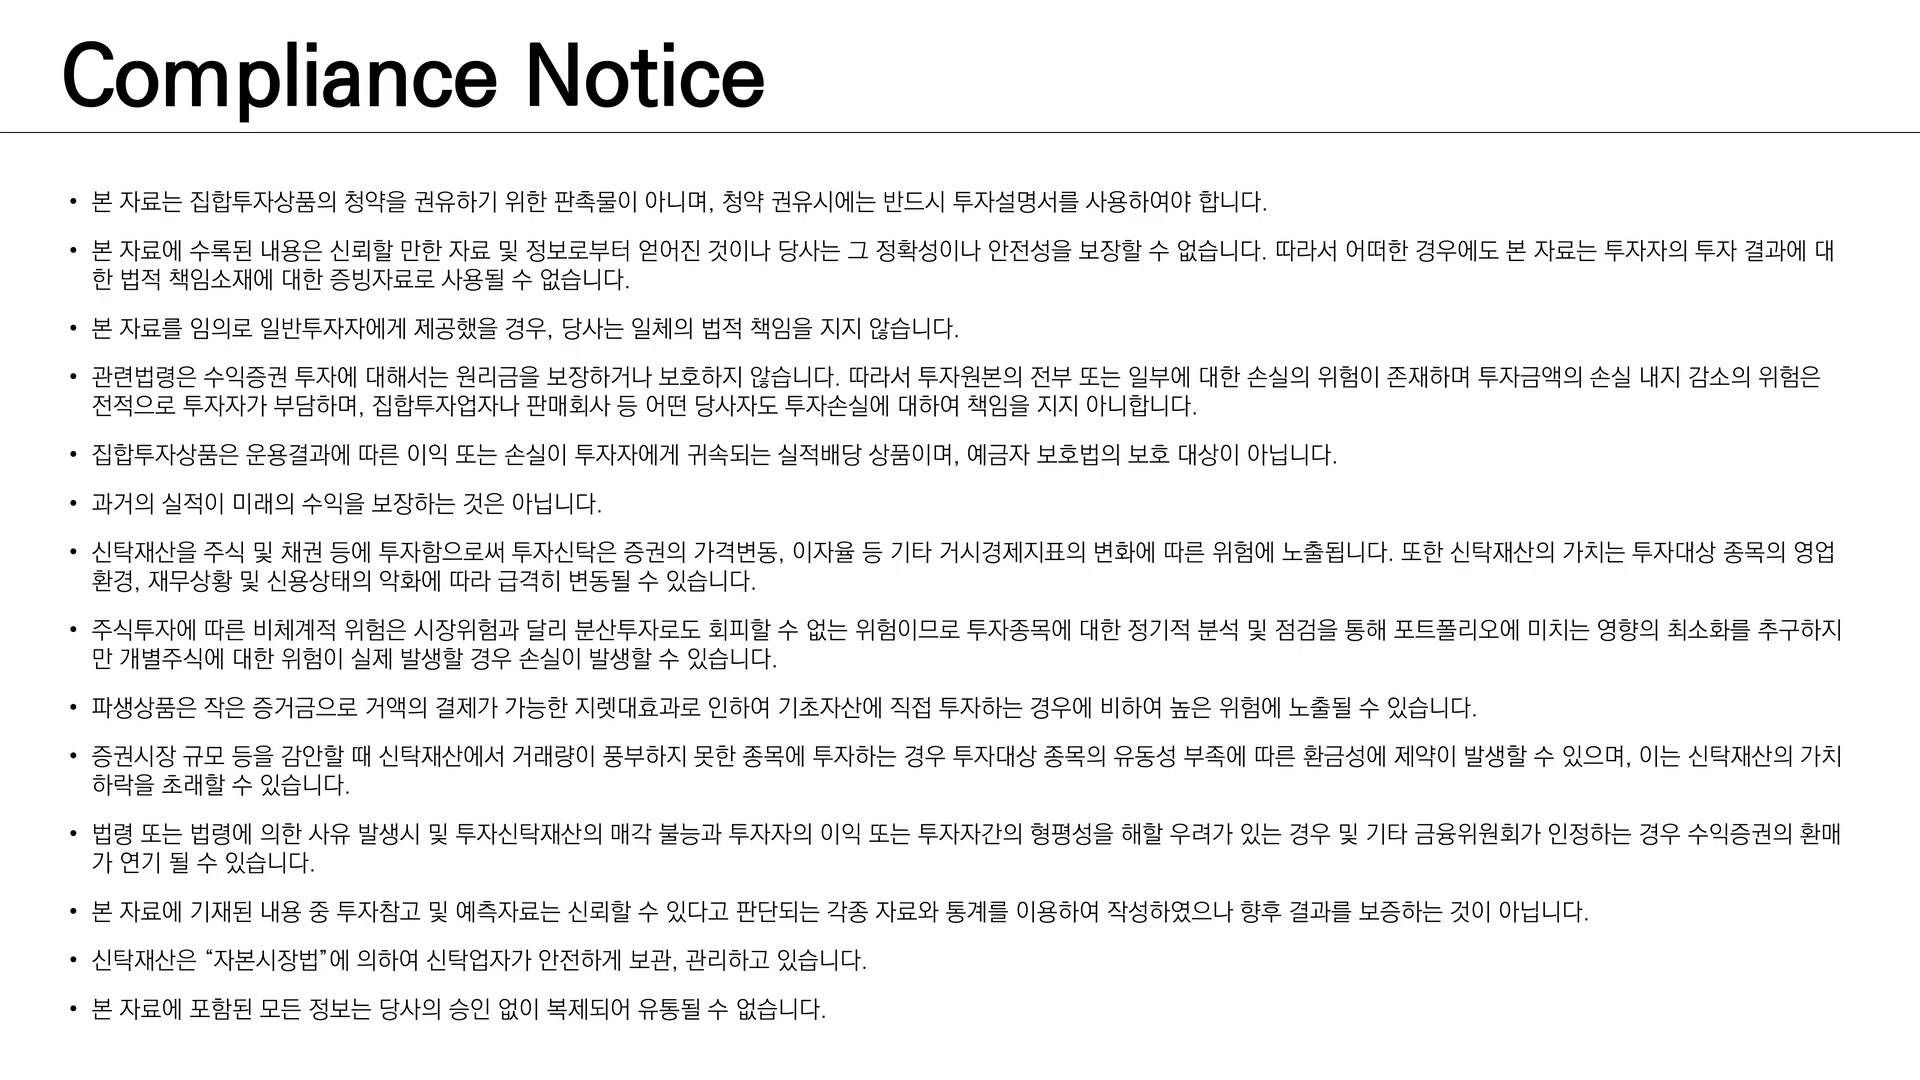 Compliance Notice
• 본 자료는 집합투자상품의 청약을 권유하기 위한 판촉물이 아니며, 청약 권유시에는 반드시 투자설명서를 사용하여야 합니다.
• 본 자료에 수록된 내용은 신뢰할 만한 자료 및 정보로부터 얻어진 것이나 당사는 그 정확성이나 안전성을 보장할 수 없습니다. 따라서 어떠한 경우에도 본 자료는 투자자의 투자 결과에 대
한 법적 책임소재에 대한 증빙자료로 사용될 수 없습니다.
• 본 자료를 임의로 일반투자자에게 제공했을 경우, 당사는 일체의 법적 책임을 지지 않습니다.
• 관련법령은 수익증권 투자에 대해서는 원리금을 보장하거나 보호하지 않습니다. 따라서 투자원본의 전부 또는 일부에 대한 손실의 위험이 존재하며 투자금액의 손실 내지 감소의 위험은
전적으로 투자자가 부담하며, 집합투자업자나 판매회사 등 어떤 당사자도 투자손실에 대하여 책임을 지지 아니합니다.
• 집합투자상품은 운용결과에 따른 이익 또는 손실이 투자자에게 귀속되는 실적배당 상품이며, 예금자 보호법의 보호 대상이 아닙니다.
• 과거의 실적이 미래의 수익을 보장하는 것은 아닙니다.
• 신탁재산을 주식 및 채권 등에 투자함으로써 투자신탁은 증권의 가격변동, 이자율 등 기타 거시경제지표의 변화에 따른 위험에 노출됩니다. 또한 신탁재산의 가치는 투자대상 종목의 영업
환경, 재무상황 및 신용상태의 악화에 따라 급격히 변동될 수 있습니다.
• 주식투자에 따른 비체계적 위험은 시장위험과 달리 분산투자로도 회피할 수 없는 위험이므로 투자종목에 대한 정기적 분석 및 점검을 통해 포트폴리오에 미치는 영향의 최소화를 추구하지
만 개별주식에 대한 위험이 실제 발생할 경우 손실이 발생할 수 있습니다.
• 파생상품은 작은 증거금으로 거액의 결제가 가능한 지렛대효과로 인하여 기초자산에 직접 투자하는 경우에 비하여 높은 위험에 노출될 수 있습니다.
• 증권시장 규모 등을 감안할 때 신탁재산에서 거래량이 풍부하지 못한 종목에 투자하는 경우 투자대상 종목의 유동성 부족에 따른 환금성에 제약이 발생할 수 있으며, 이는 신탁재산의 가치
하락을 초래할 수 있습니다.
• 법령 또는 법령에 의한 사유 발생시 및 투자신탁재산의 매각 불능과 투자자의 이익 또는 투자자간의 형평성을 해할 우려가 있는 경우 및 기타 금융위원회가 인정하는 경우 수익증권의 환매
가 연기 될 수 있습니다.
• 본 자료에 기재된 내용 중 투자참고 및 예측자료는 신뢰할 수 있다고 판단되는 각종 자료와 통계를 이용하여 작성하였으나 향후 결과를 보증하는 것이 아닙니다.
• 신탁재산은 “자본시장법”에 의하여 신탁업자가 안전하게 보관, 관리하고 있습니다.
• 본 자료에 포함된 모든 정보는 당사의 승인 없이 복제되어 유통될 수 없습니다.